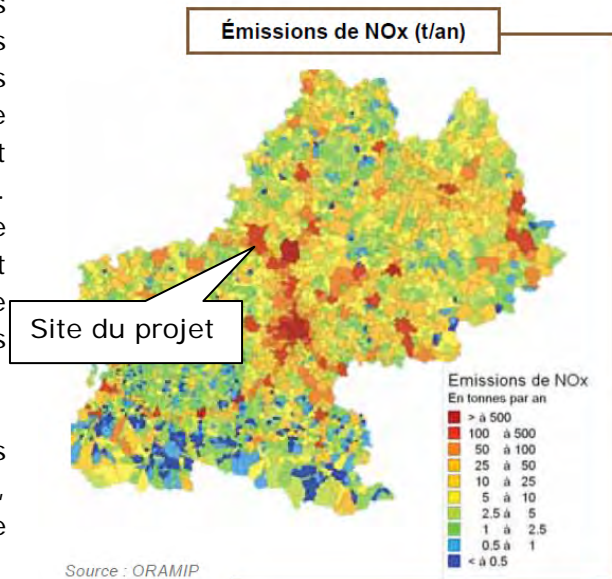 s
s
s
e
t
.
e
t
e
s
s
,
e
Émissions de NOx (t/an)
Site du projet
Emissions de NOx
En tonnes par an
> à 500
100 à 500
50 à 100
25 à 50
10 à 25
5 à 10
2.5 à 5
1 à 2.5
0.5 à 1
< à 0.5
Source : ORAMIP